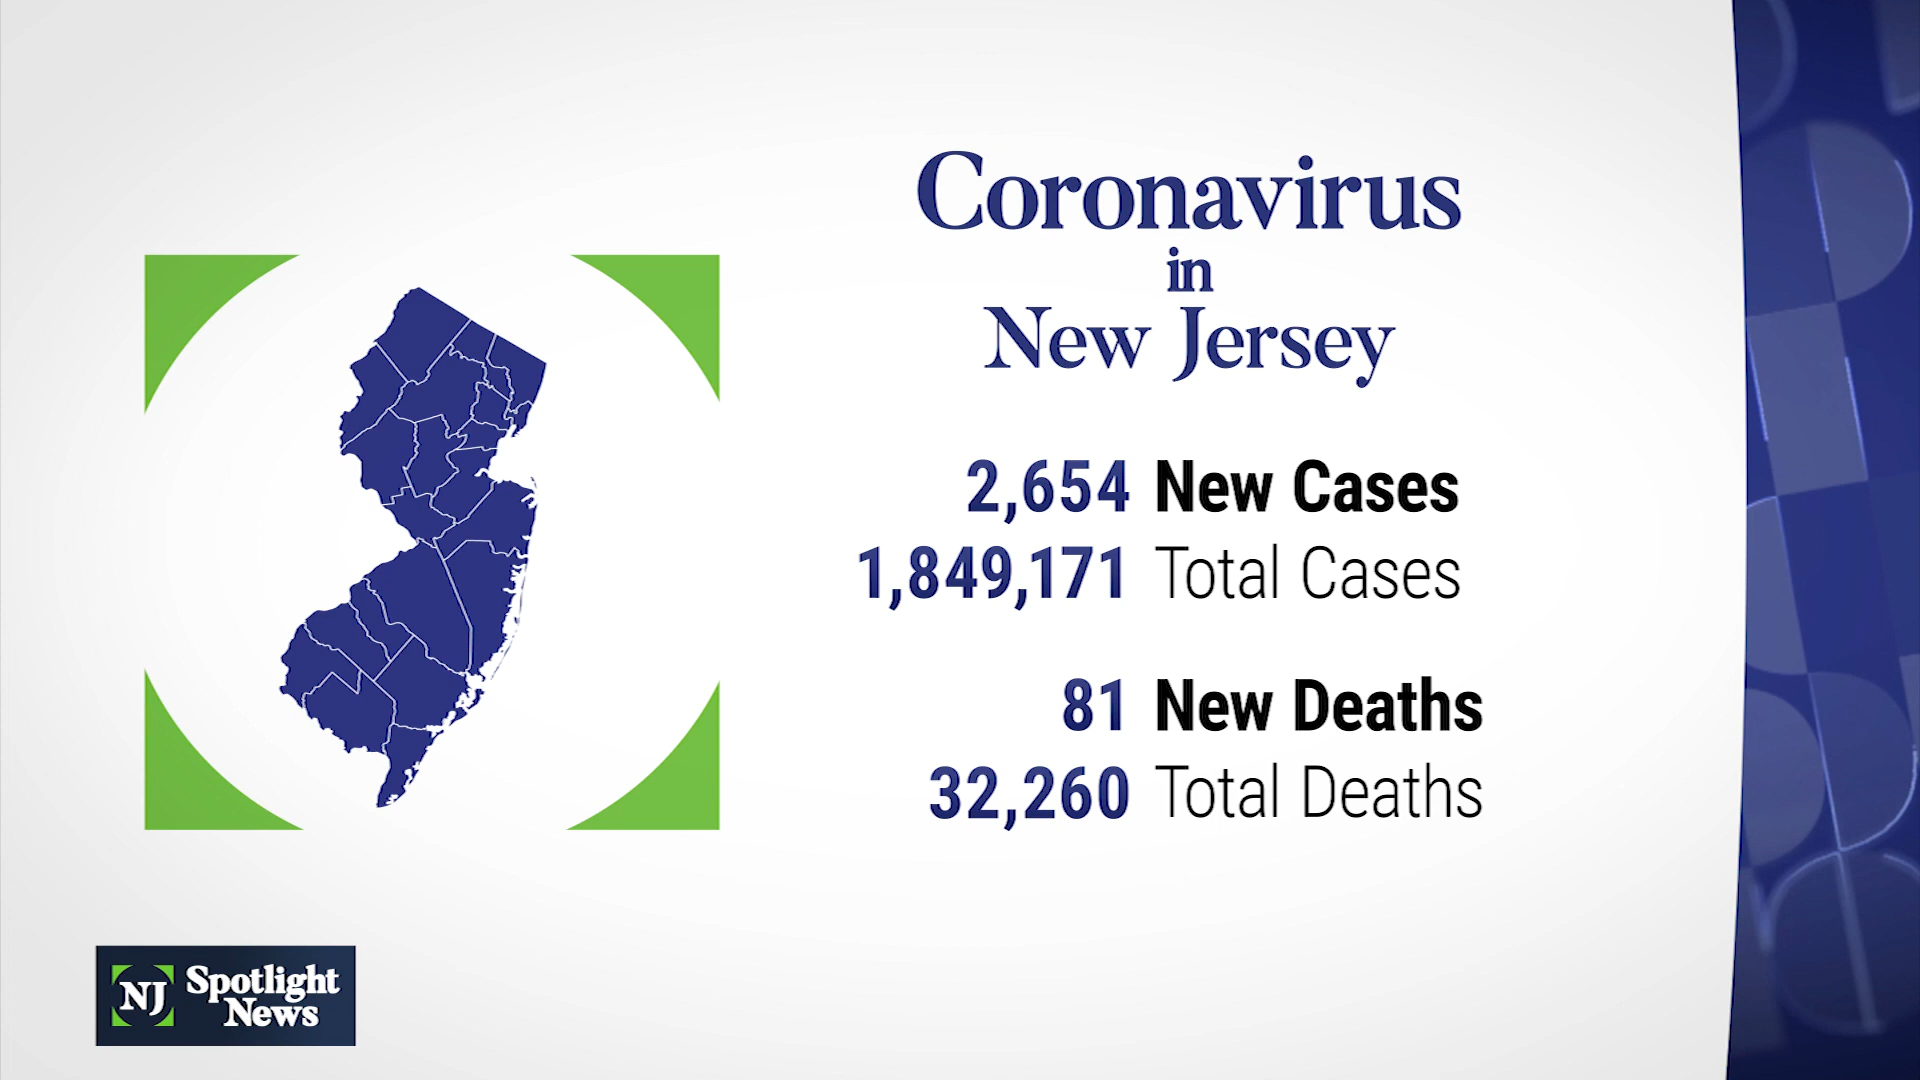 Coronavirus
in
New Jersey
2,654 New Cases
1,849,171 Total Cases
81 New Deaths
32,260 Total Deaths
NJ Spotlight
News